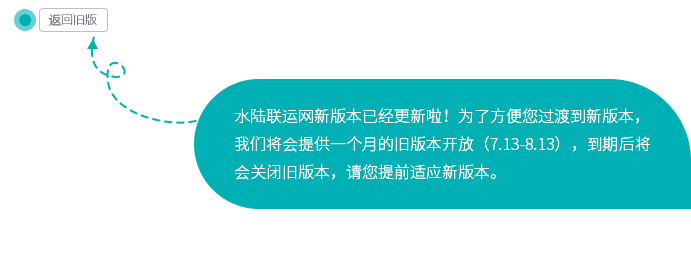 返回旧版
水陆联运网新版本已经更新啦！为了方便您过渡到新版本，
我们将会提供一个月的旧版本开放（7.13-8.13），到期后将
会关闭旧版本，请您提前适应新版本。